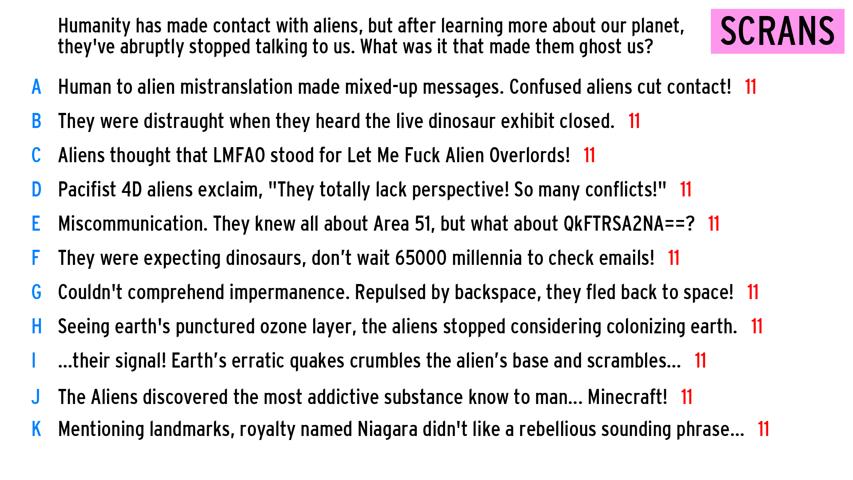 Humanity has made contact with aliens, but after learning more about our planet,
they've abruptly stopped talking to us. What was it that made them ghost us?
SCRANS
A Human to alien mistranslation made mixed-up messages. Confused aliens cut contact! 11
B They were distraught when they heard the live dinosaur exhibit closed. 11
C Aliens thought that LMFAO stood for Let Me Fuck Alien Overlords! 11
D Pacifist 4D aliens exclaim, "They totally lack perspective! So many conflicts!" 11
E Miscommunication. They knew all about Area 51, but what about QkFTRSA2NA==? 11
F They were expecting dinosaurs, don’t wait 65000 millennia to check emails! 11
G Couldn't comprehend impermanence. Repulsed by backspace, they fled back to space! 11
H Seeing earth's punctured ozone layer, the aliens stopped considering colonizing earth. 11
I ...their signal! Earth’s erratic quakes crumbles the alien’s base and scrambles... 11
J The Aliens discovered the most addictive substance know to man... Minecraft! 11
K Mentioning landmarks, royalty named Niagara didn't like a rebellious sounding phrase... 11